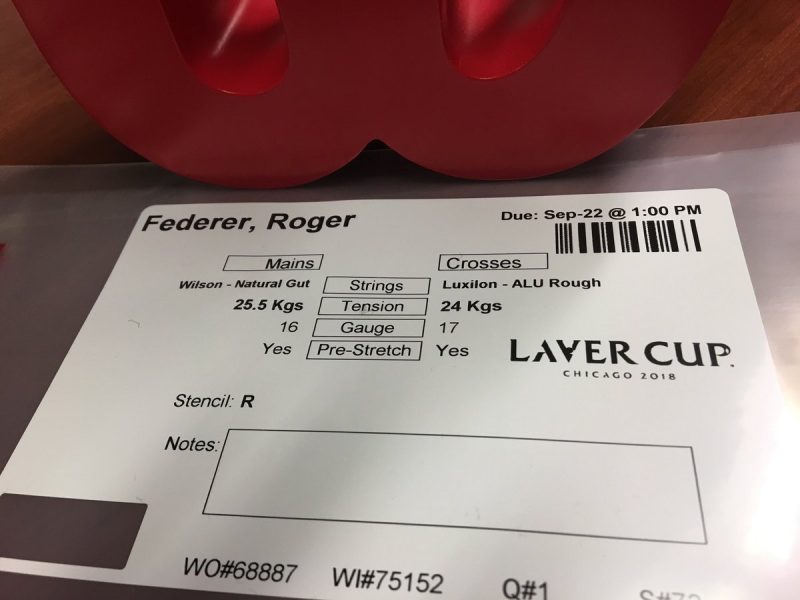 Federer, Roger
Due: Sep-22 @ 1:00 PM
Mains Crosses
Wilson - Natural Gut Strings Luxilon - ALU Rough
25.5 Kgs Tension 24 Kgs
16 Gauge 17
Yes Pre-Stretch Yes
LAVER CUP.
CHICAGO 2018
Stencil: R
Notes:
WO#68887 WI#75152 Q#1